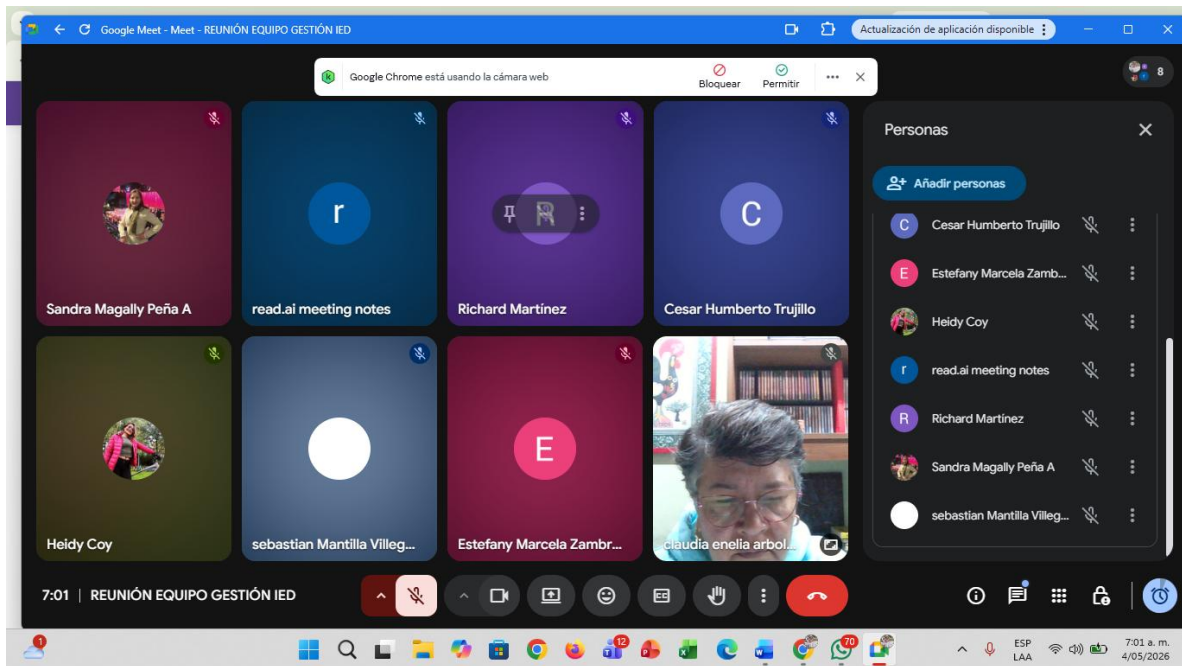 Google Meet - Meet - REUNIÓN EQUIPO GESTIÓN IED
Actualización de aplicación disponible
Google Chrome está usando la cámara web
Bloquear
Permitir
8
Sandra Magally Peña A
r
read.ai meeting notes
R
Richard Martínez
C
Cesar Humberto Trujillo
Heidy Coy
sebastian Mantilla Villeg...
E
Estefany Marcela Zambr...
claudia enelia arbol...
Personas
Añadir personas
C
Cesar Humberto Trujillo
E
Estefany Marcela Zamb...
Heidy Coy
r
read.ai meeting notes
R
Richard Martínez
Sandra Magally Peña A
sebastian Mantilla Villeg...
7:01 | REUNIÓN EQUIPO GESTIÓN IED
CC
1
12
70
ESP
LAA
7:01 a. m.
4/05/2026